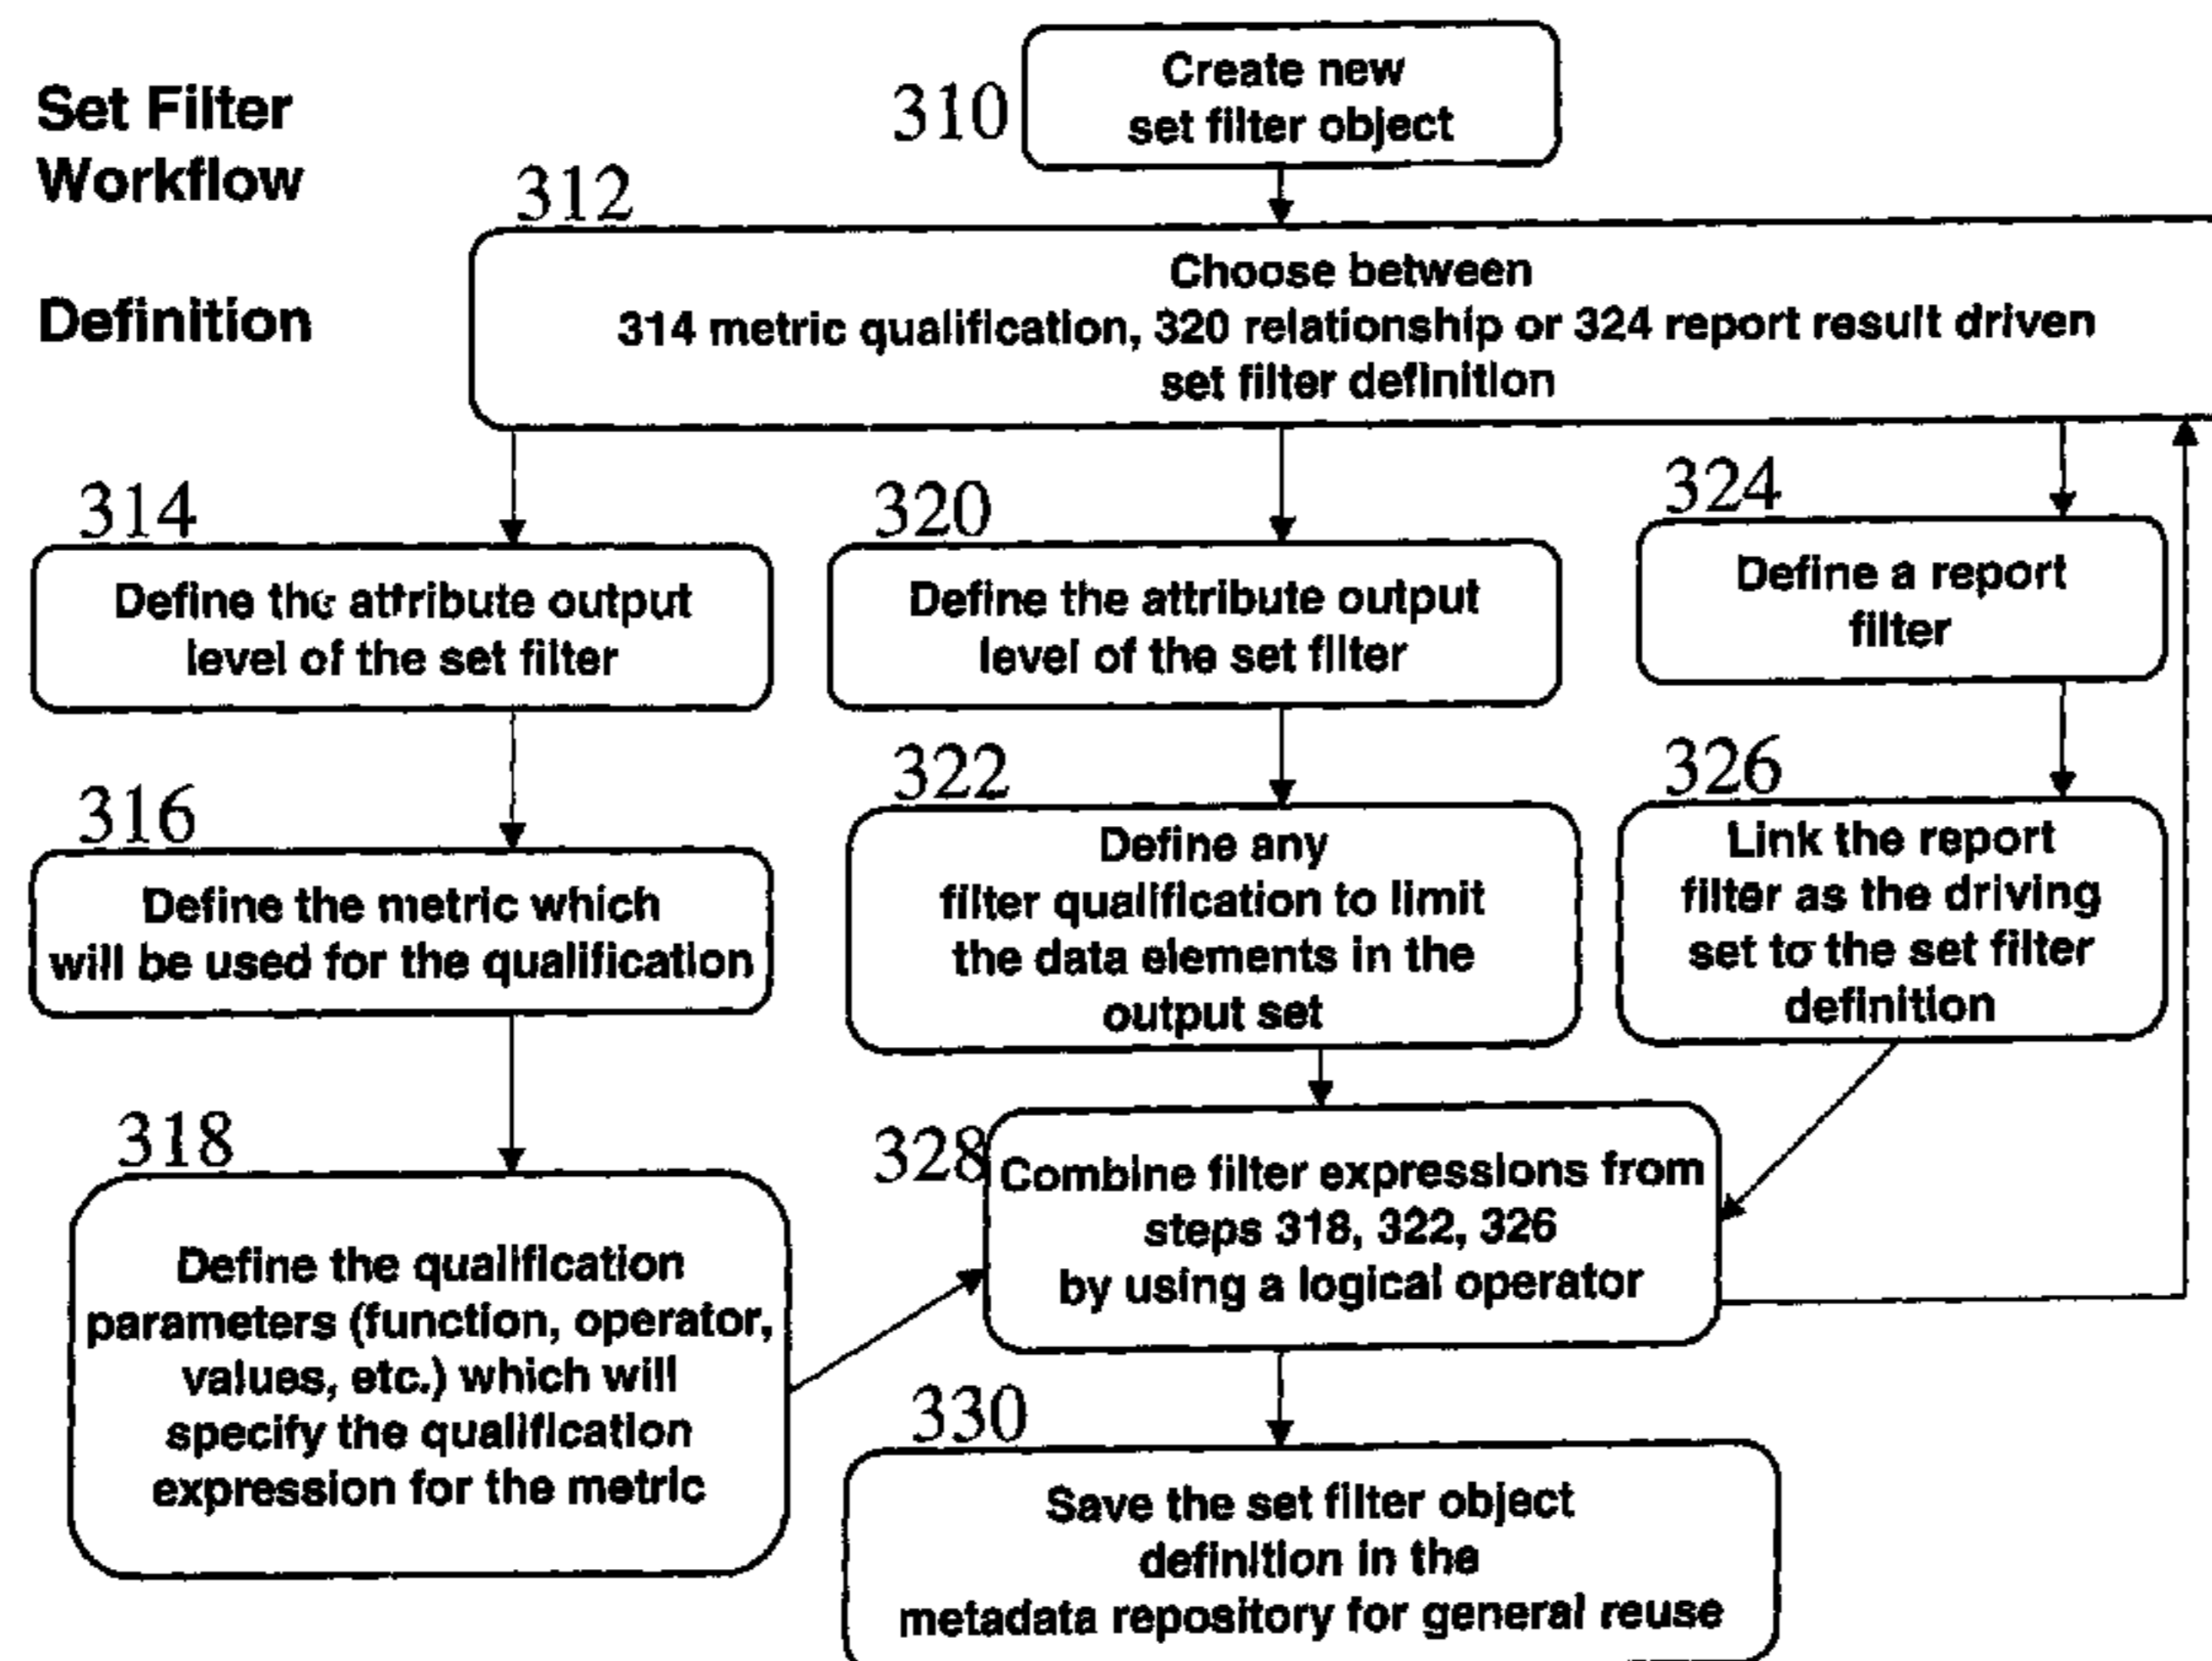 Set Filter
Workflow
Definition
310
Create new
set filter object
312
Choose between
314 metric qualification, 320 relationship or 324 report result driven
set filter definition
314
Define the attribute output
level of the set filter
320
Define the attribute output
level of the set filter
324
Define a report
filter
316
Define the metric which
will be used for the qualification
322
Define any
filter qualification to limit
the data elements in the
output set
326
Link the report
filter as the driving
set to the set filter
definition
318
Define the qualification
parameters (function, operator,
values, etc.) which will
specify the qualification
expression for the metric
328
Combine filter expressions from
steps 318, 322, 326
by using a logical operator
330
Save the set filter object
definition in the
metadata repository for general reuse